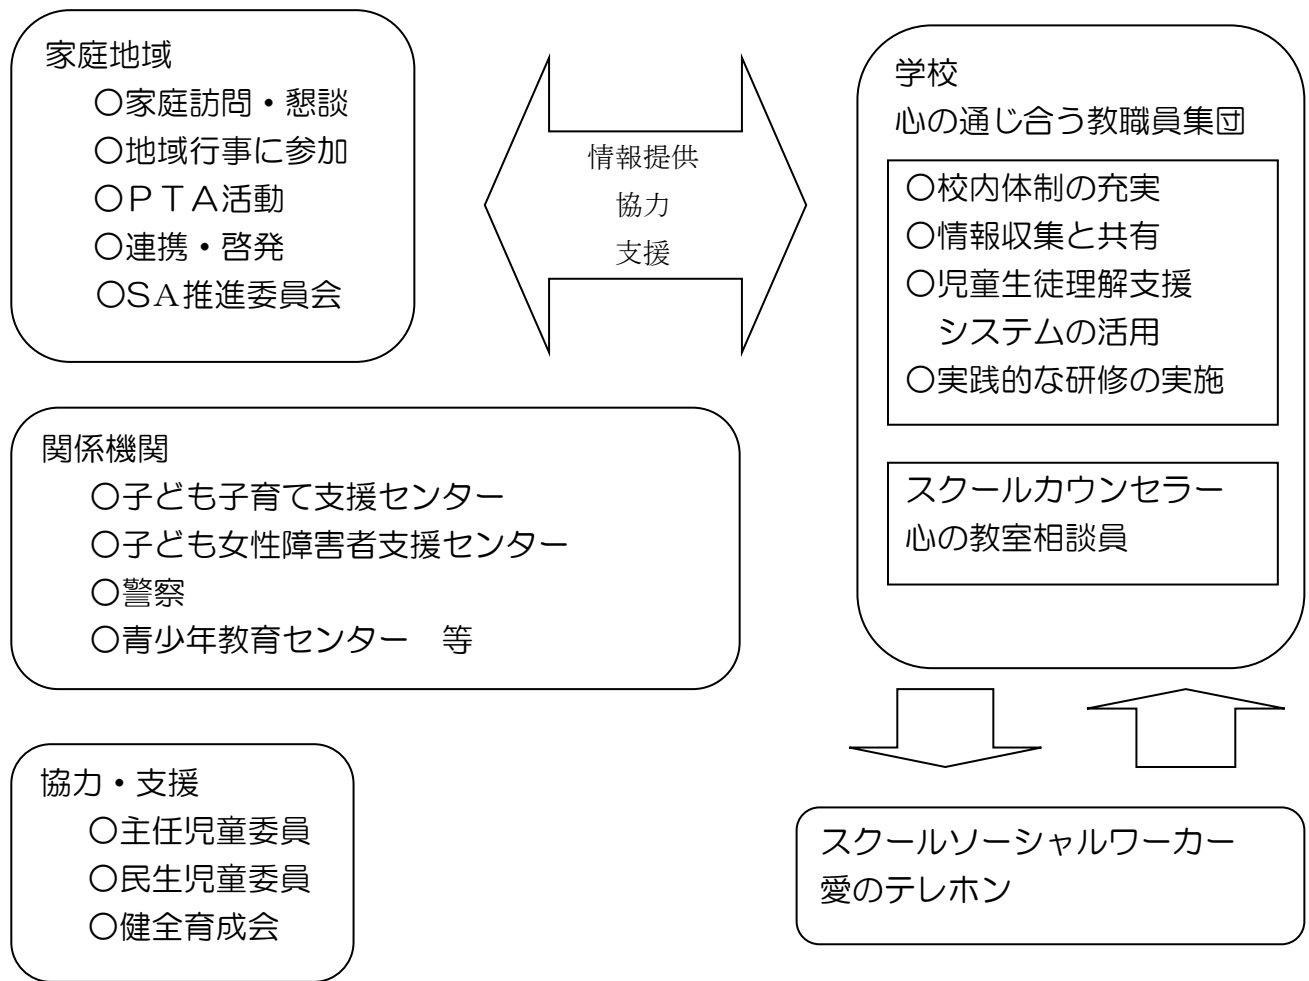 家庭地域
○家庭訪問・懇談
○地域行事に参加
○ＰＴＡ活動
○連携・啓発
○SA推進委員会
情報提供
協力
支援
学校
心の通じ合う教職員集団
○校内体制の充実
○情報収集と共有
○児童生徒理解支援
システムの活用
○実践的な研修の実施
スクールカウンセラー
心の教室相談員
関係機関
○子ども子育て支援センター
○子ども女性障害者支援センター
○警察
○青少年教育センター　等
協力・支援
○主任児童委員
○民生児童委員
○健全育成会
スクールソーシャルワーカー
愛のテレホン